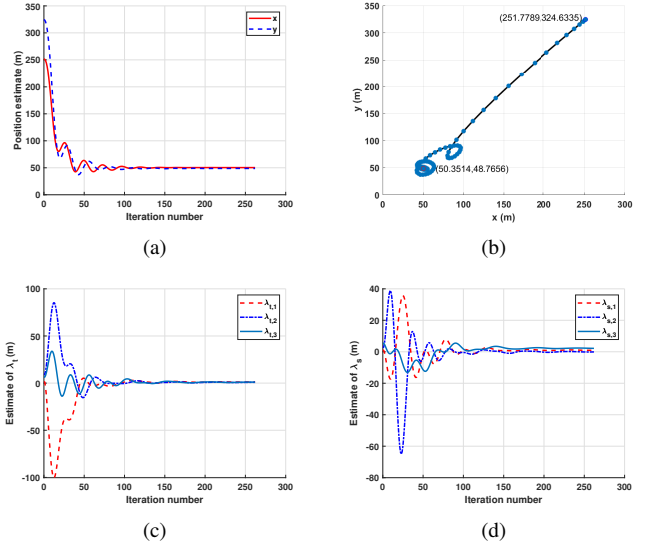 350
300
250
200
150
100
50
0
Position estimate (m)
x
y
0 50 100 150 200 250 300
Iteration number
(a)
350
300
250
200
150
100
50
0
y (m)
(251.7789,324.6335)
(50.3514,48.7656)
0 50 100 150 200 250 300
x (m)
(b)
100
50
0
-50
-100
Estimate of λt (m)
λt,1
λt,2
λt,3
0 50 100 150 200 250 300
Iteration number
(c)
40
20
0
-20
-40
-60
-80
Estimate of λs (m)
λs,1
λs,2
λs,3
0 50 100 150 200 250 300
Iteration number
(d)